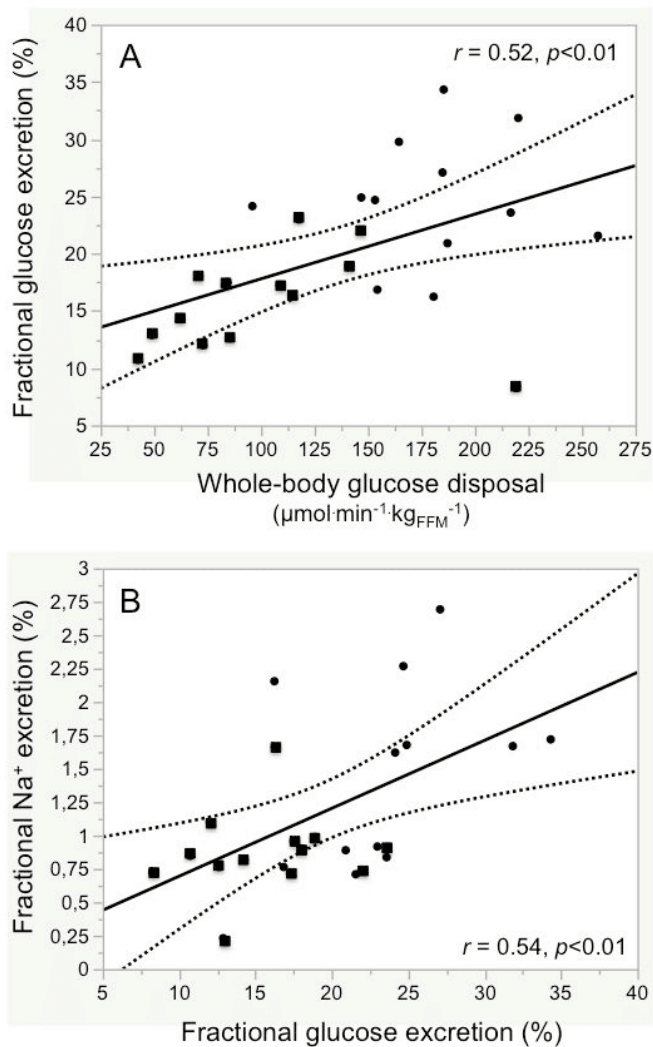 A
r = 0.52, p<0.01
Fractional glucose excretion (%)
40
35
30
25
20
15
10
5
25 50 75 100 125 150 175 200 225 250 275
Whole-body glucose disposal
(µmol·min⁻¹·kg_FFM⁻¹)
B
Fractional Na⁺ excretion (%)
3
2,75
2,5
2,25
2
1,75
1,5
1,25
1
0,75
0,5
0,25
0
r = 0.54, p<0.01
5 10 15 20 25 30 35 40
Fractional glucose excretion (%)